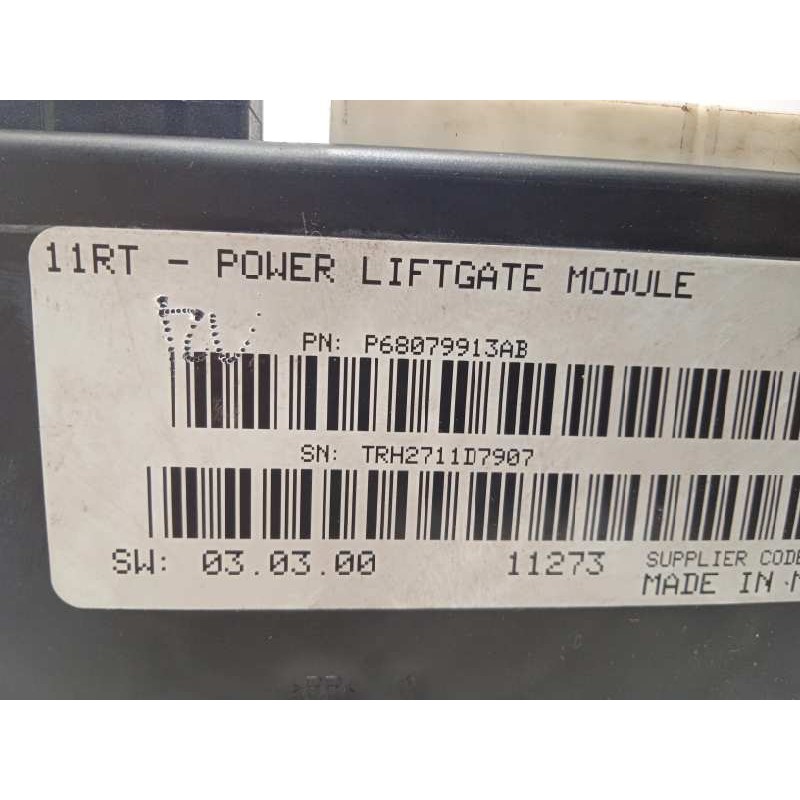 11RT - POWER LIFTGATE MODULE
PN: P68079913AB
SN: TRH2711D7907
SW: 03.03.00 11273 SUPPLIER CODE
MADE IN